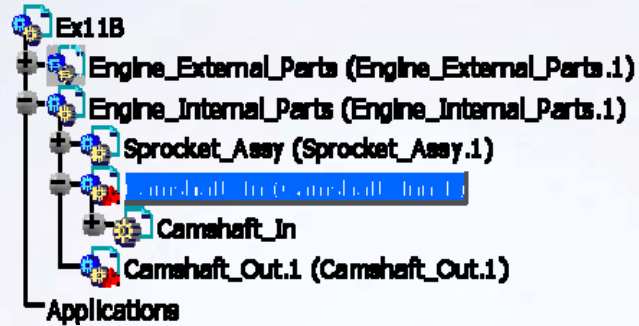 Ex11B
Engine_External_Parts (Engine_External_Parts.1)
Engine_Internal_Parts (Engine_Internal_Parts.1)
Sprocket_Assy (Sprocket_Assy.1)
Camshaft_In
Camshaft_Out.1 (Camshaft_Out.1)
Applications